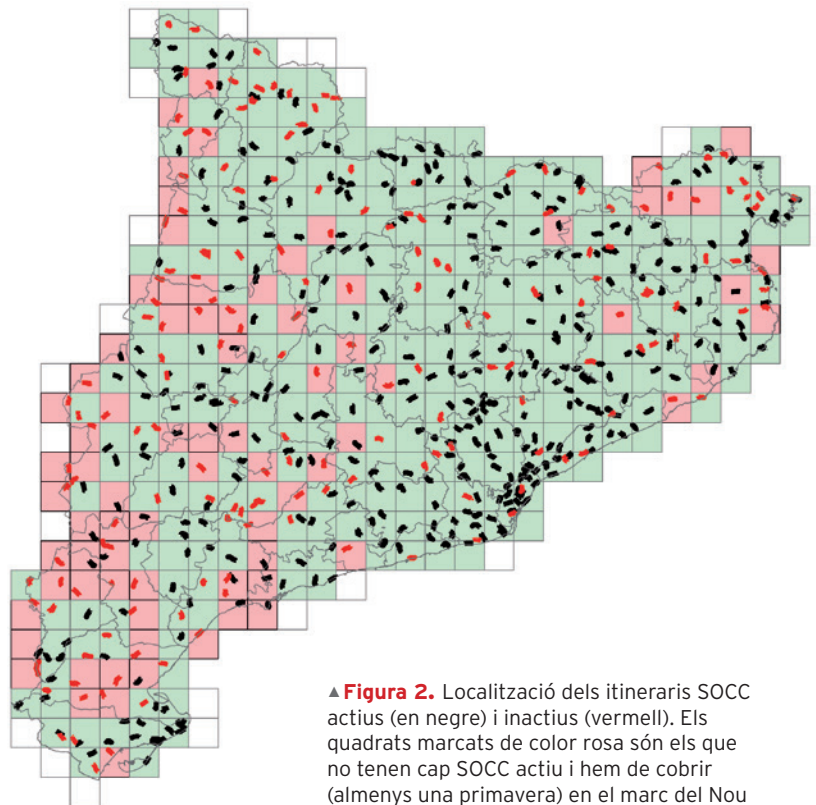 ▲Figura 2. Localització dels itineraris SOCC
actius (en negre) i inactius (vermell). Els
quadrats marcats de color rosa són els que
no tenen cap SOCC actiu i hem de cobrir
(almenys una primavera) en el marc del Nou